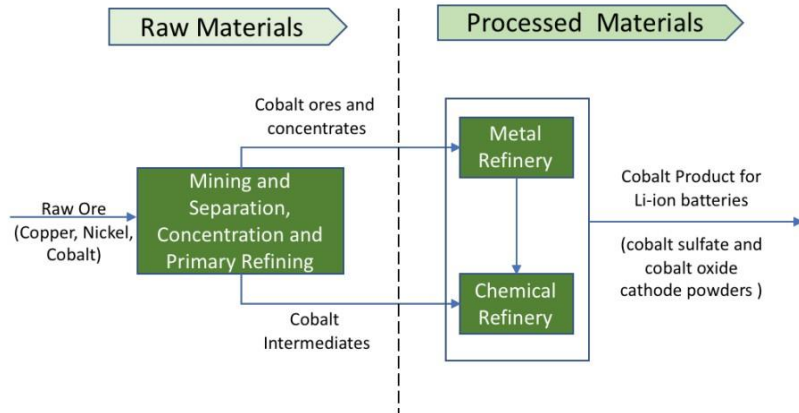 Raw Materials
Processed Materials
Cobalt ores and
concentrates
Metal
Refinery
Mining and
Separation,
Concentration and
Primary Refining
Raw Ore
(Copper, Nickel,
Cobalt)
Cobalt Product for
Li-ion batteries
(cobalt sulfate and
cobalt oxide
cathode powders )
Chemical
Refinery
Cobalt
Intermediates